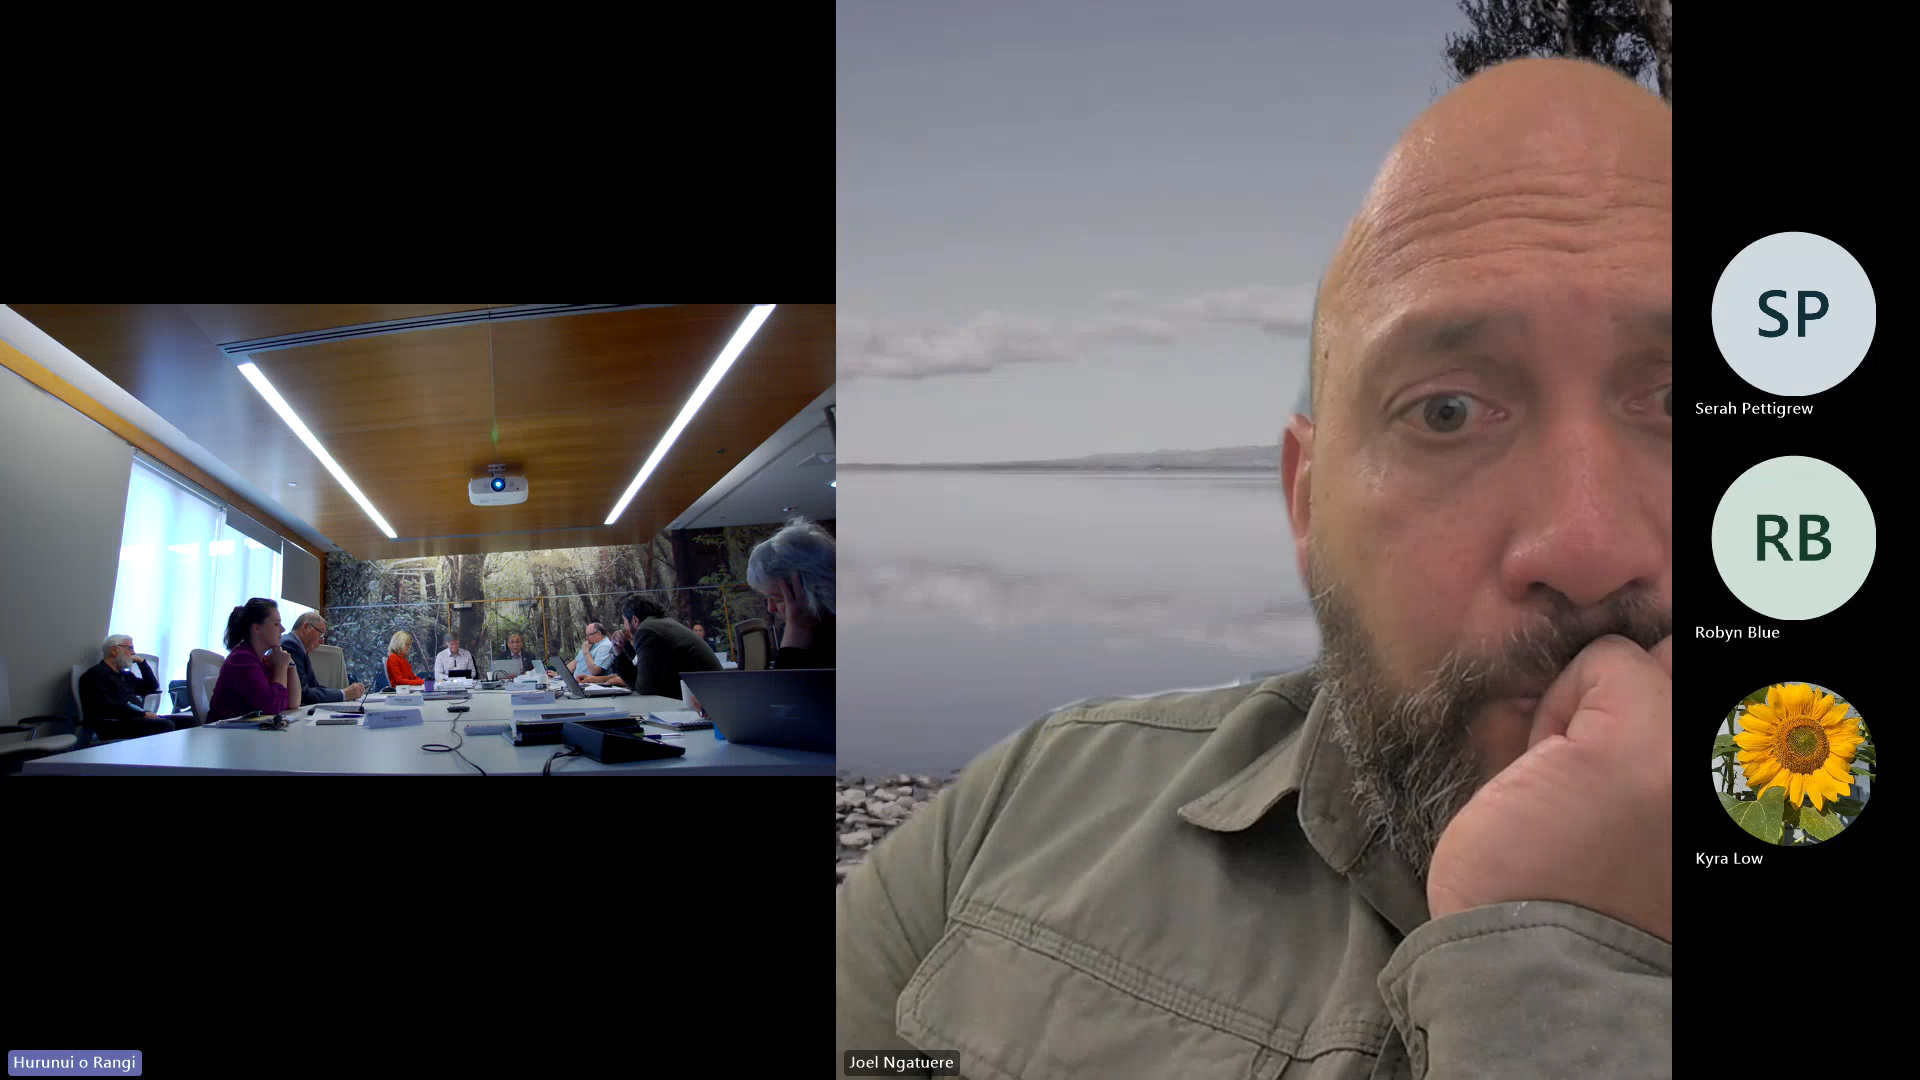 Hurunui o Rangi
Joel Ngatuere
SP
Serah Pettigrew
RB
Robyn Blue
Kyra Low